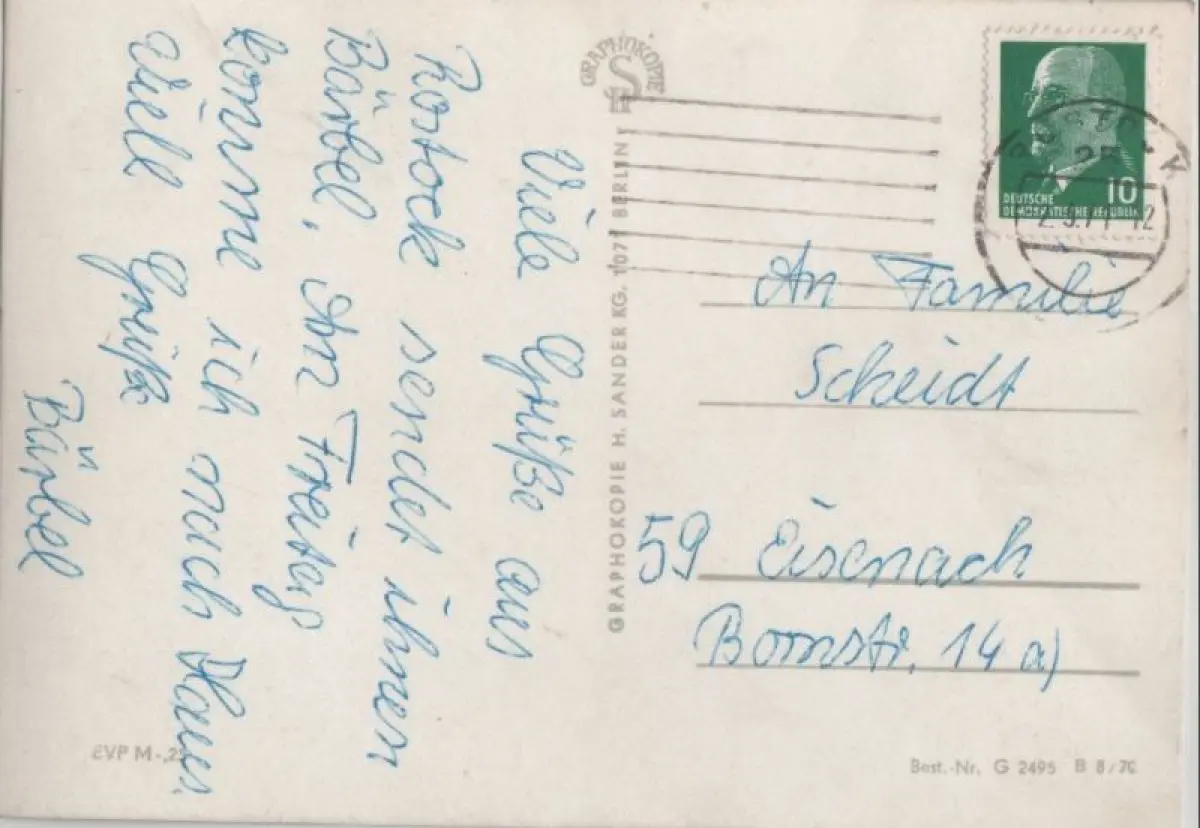 Viele Grüße aus
Rostock sendet ihnen
Bärbel. Am Freitag
komme ich nach Haus.
Viele Grüße
Bärbel
GRAPHOKOPIE
H S
GRAPHOKOPIE H. SANDER KG. 1071 BERLIN
10
DEUTSCHE
DEMOKRATISCHE REPUBLIK
An Familie
Scheidt
59 Eisenach
Bornstr. 14 a)
EVP M -,2
Best.-Nr. G 2495 B 8/70